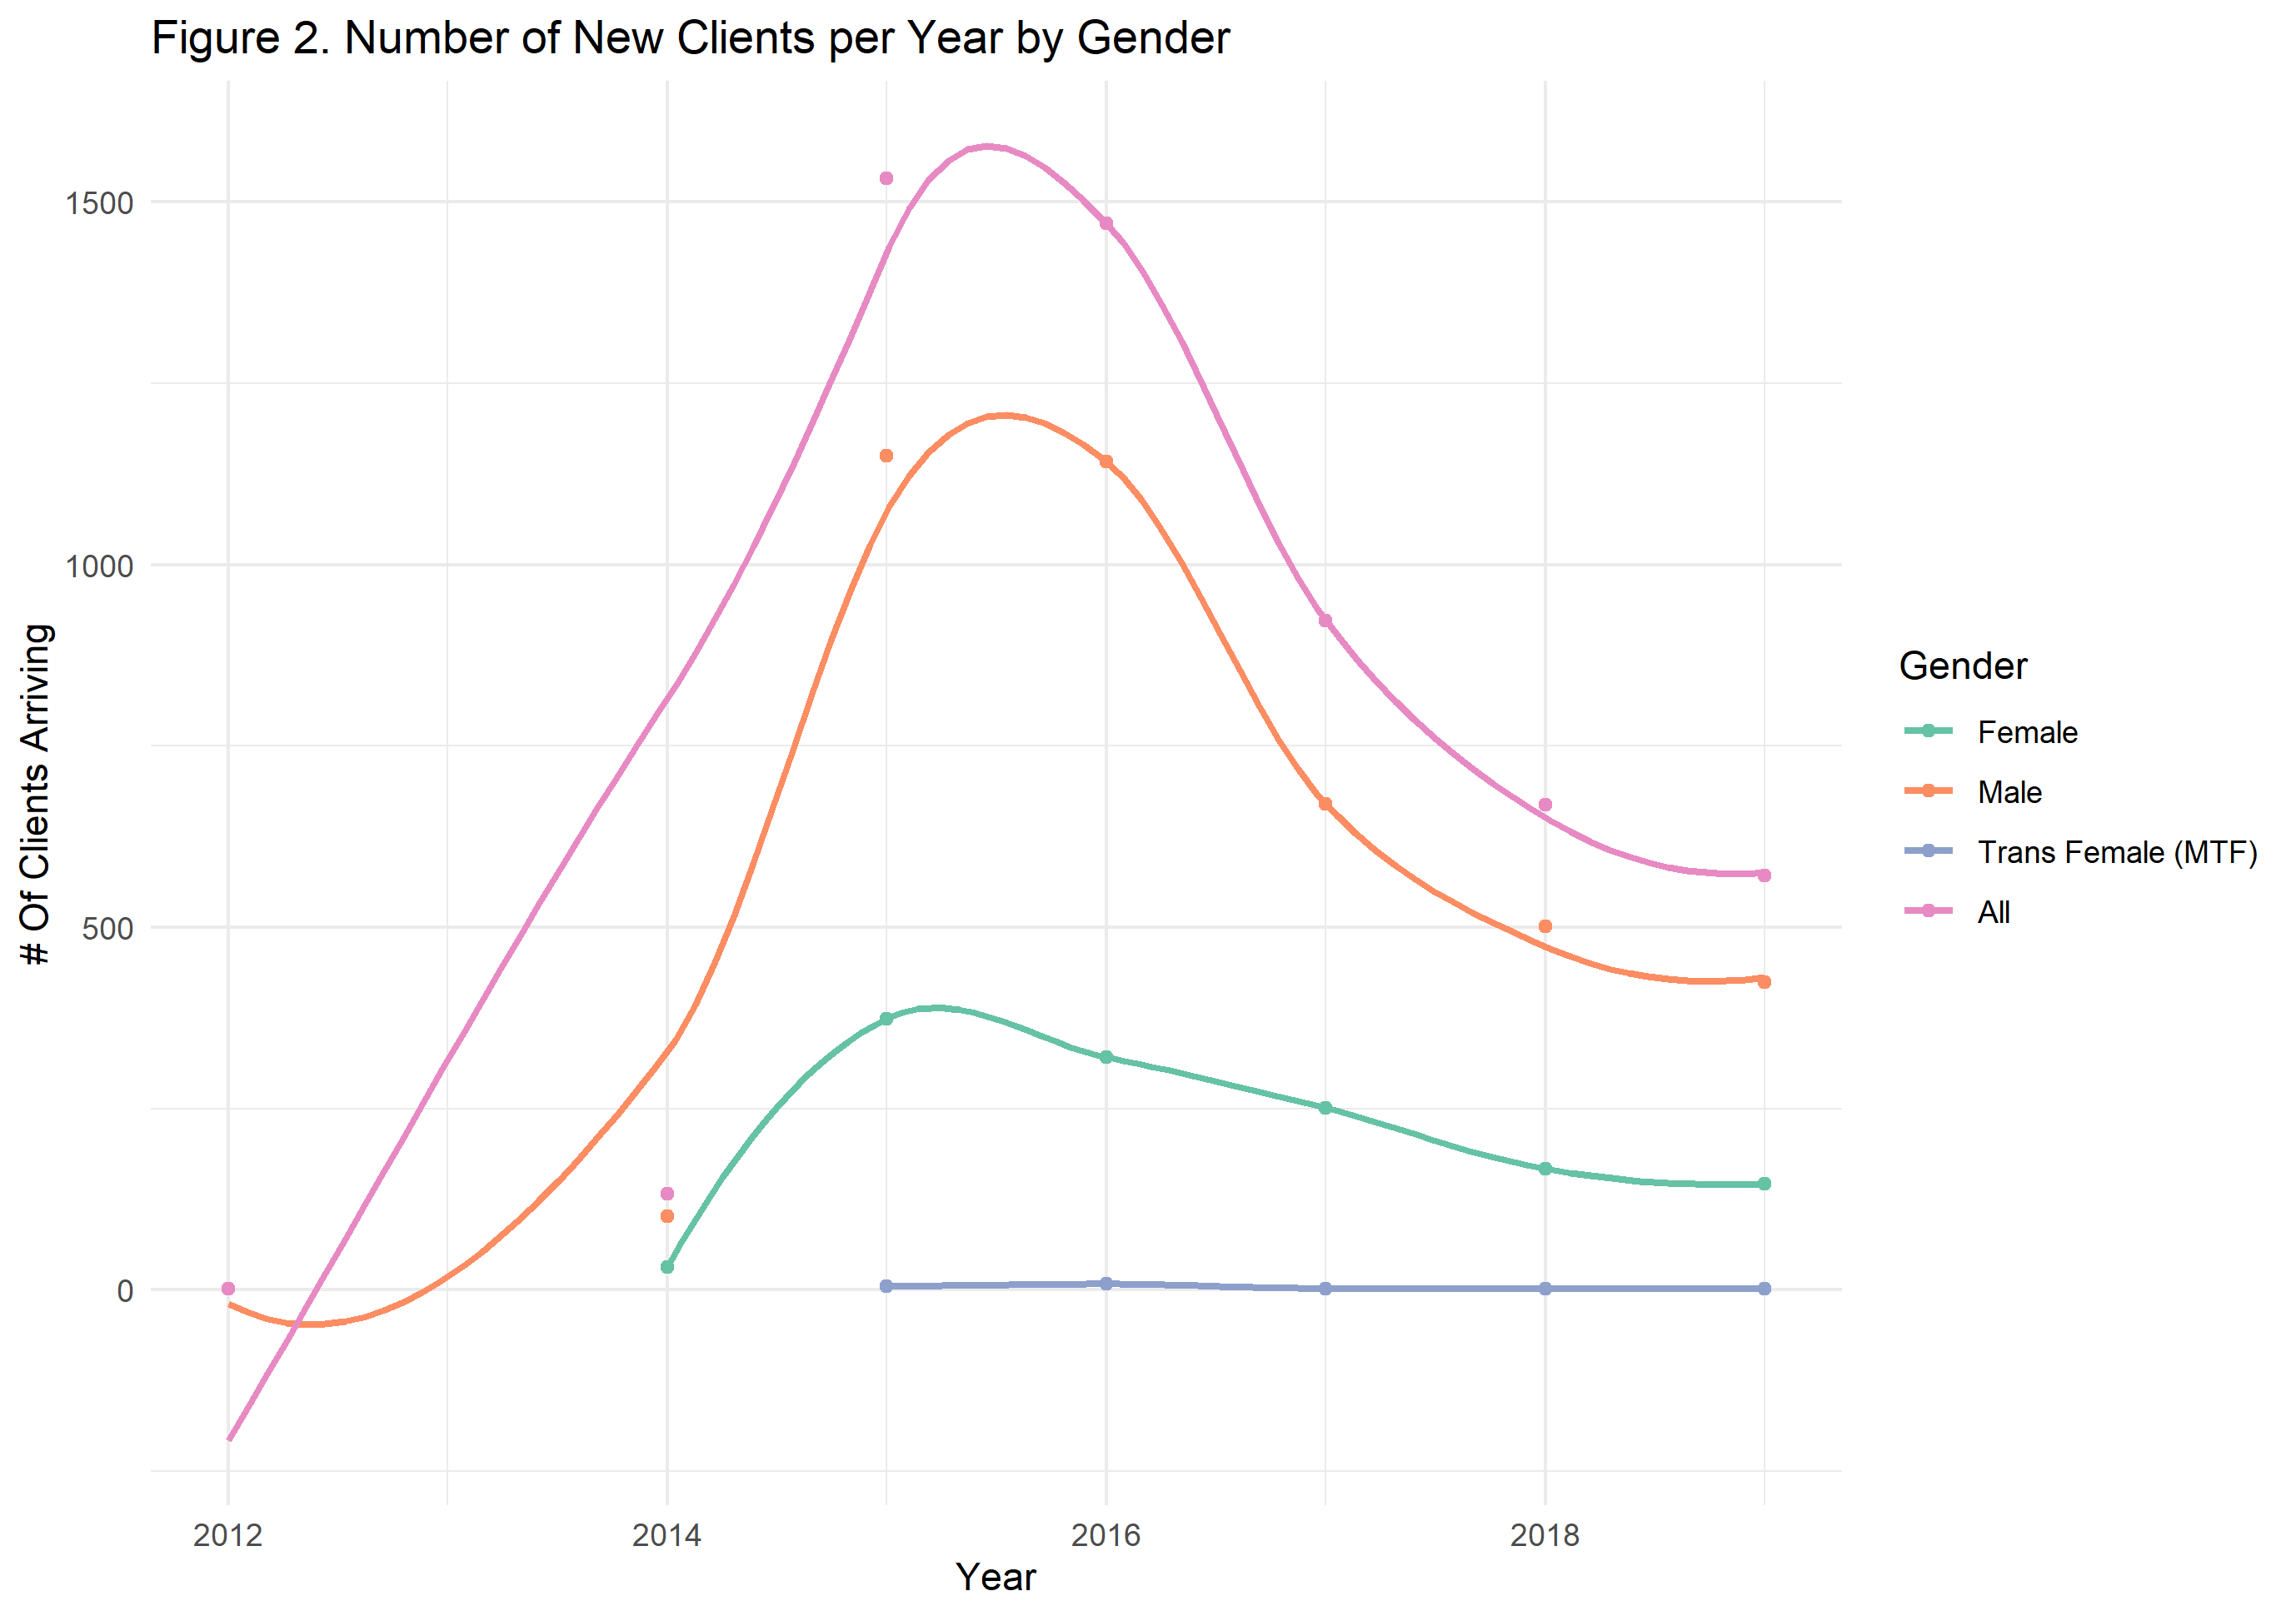 Figure 2. Number of New Clients per Year by Gender
1500
1000
500
0
# Of Clients Arriving
2012
2014
2016
2018
Year
Gender
Female
Male
Trans Female (MTF)
All